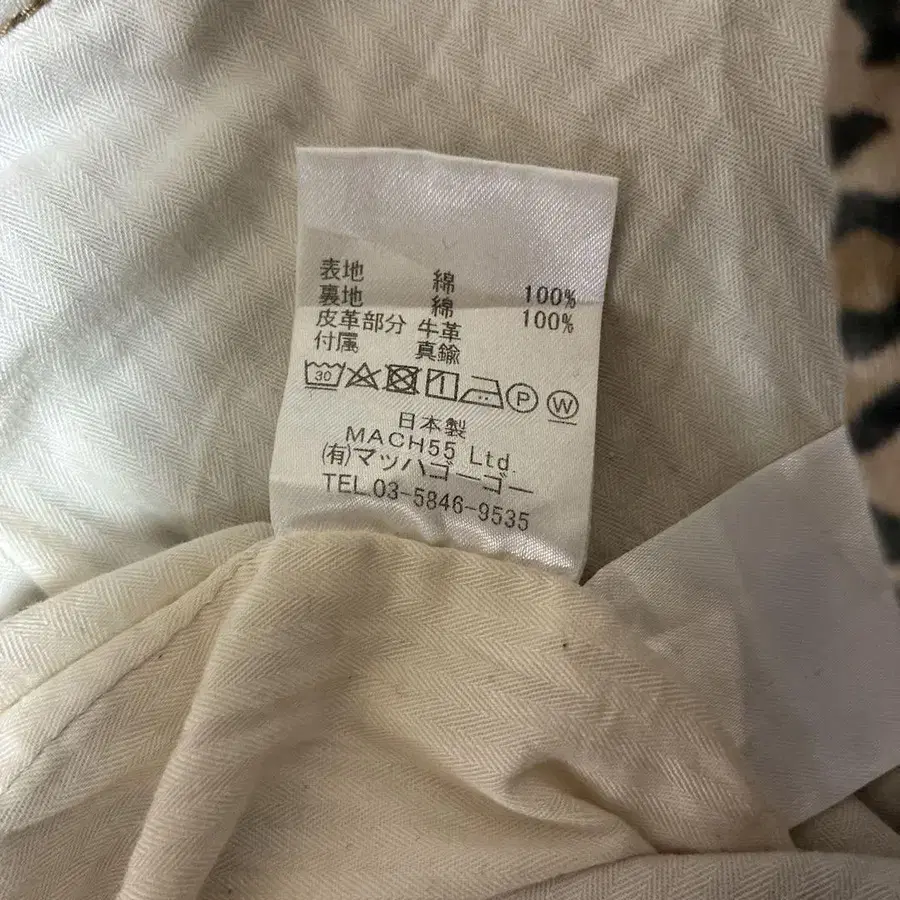 表地 綿 100%
裏地 綿 100%
皮革部分 牛革
付属 真鍮
30 P W
日本製
MACH55 Ltd.
(有)マッハゴーゴー
TEL 03-5846-9535